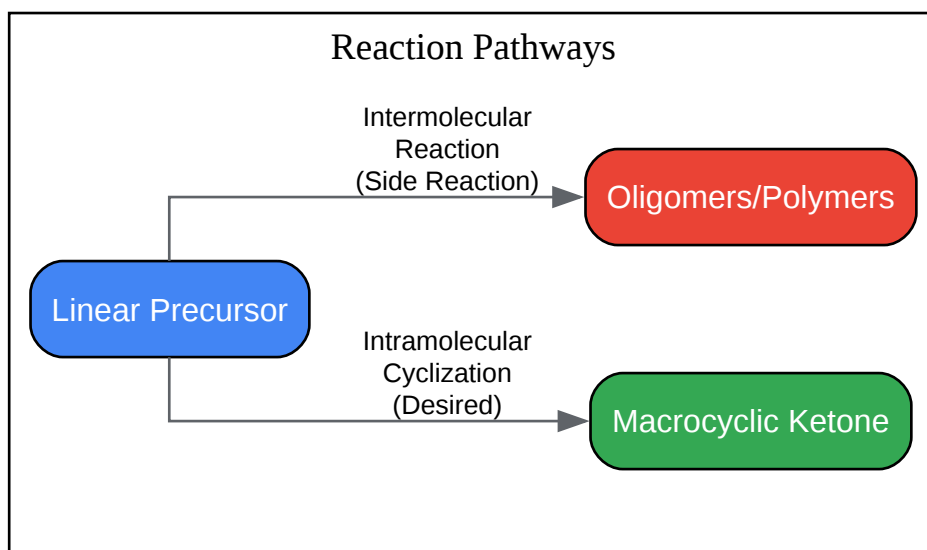 Reaction Pathways
Intermolecular
Reaction
(Side Reaction)
Oligomers/Polymers
Linear Precursor
Intramolecular
Cyclization
(Desired)
Macrocyclic Ketone